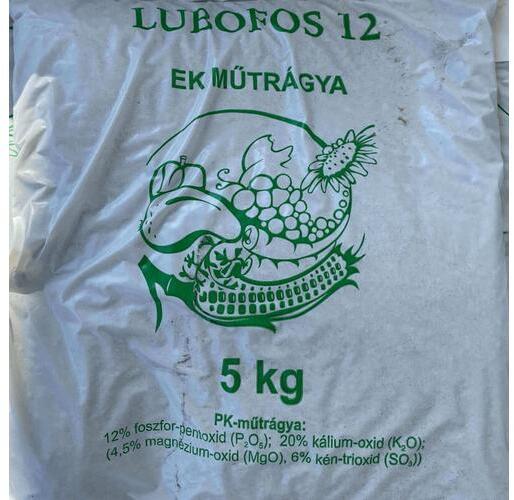 LUBOFOS 12
EK MŰTRÁGYA
5 kg
PK-műtrágya:
12% foszfor-pentoxid (P₂O₅); 20% kálium-oxid (K₂O);
(4,5% magnézium-oxid (MgO), 6% kén-trioxid (SO₃))